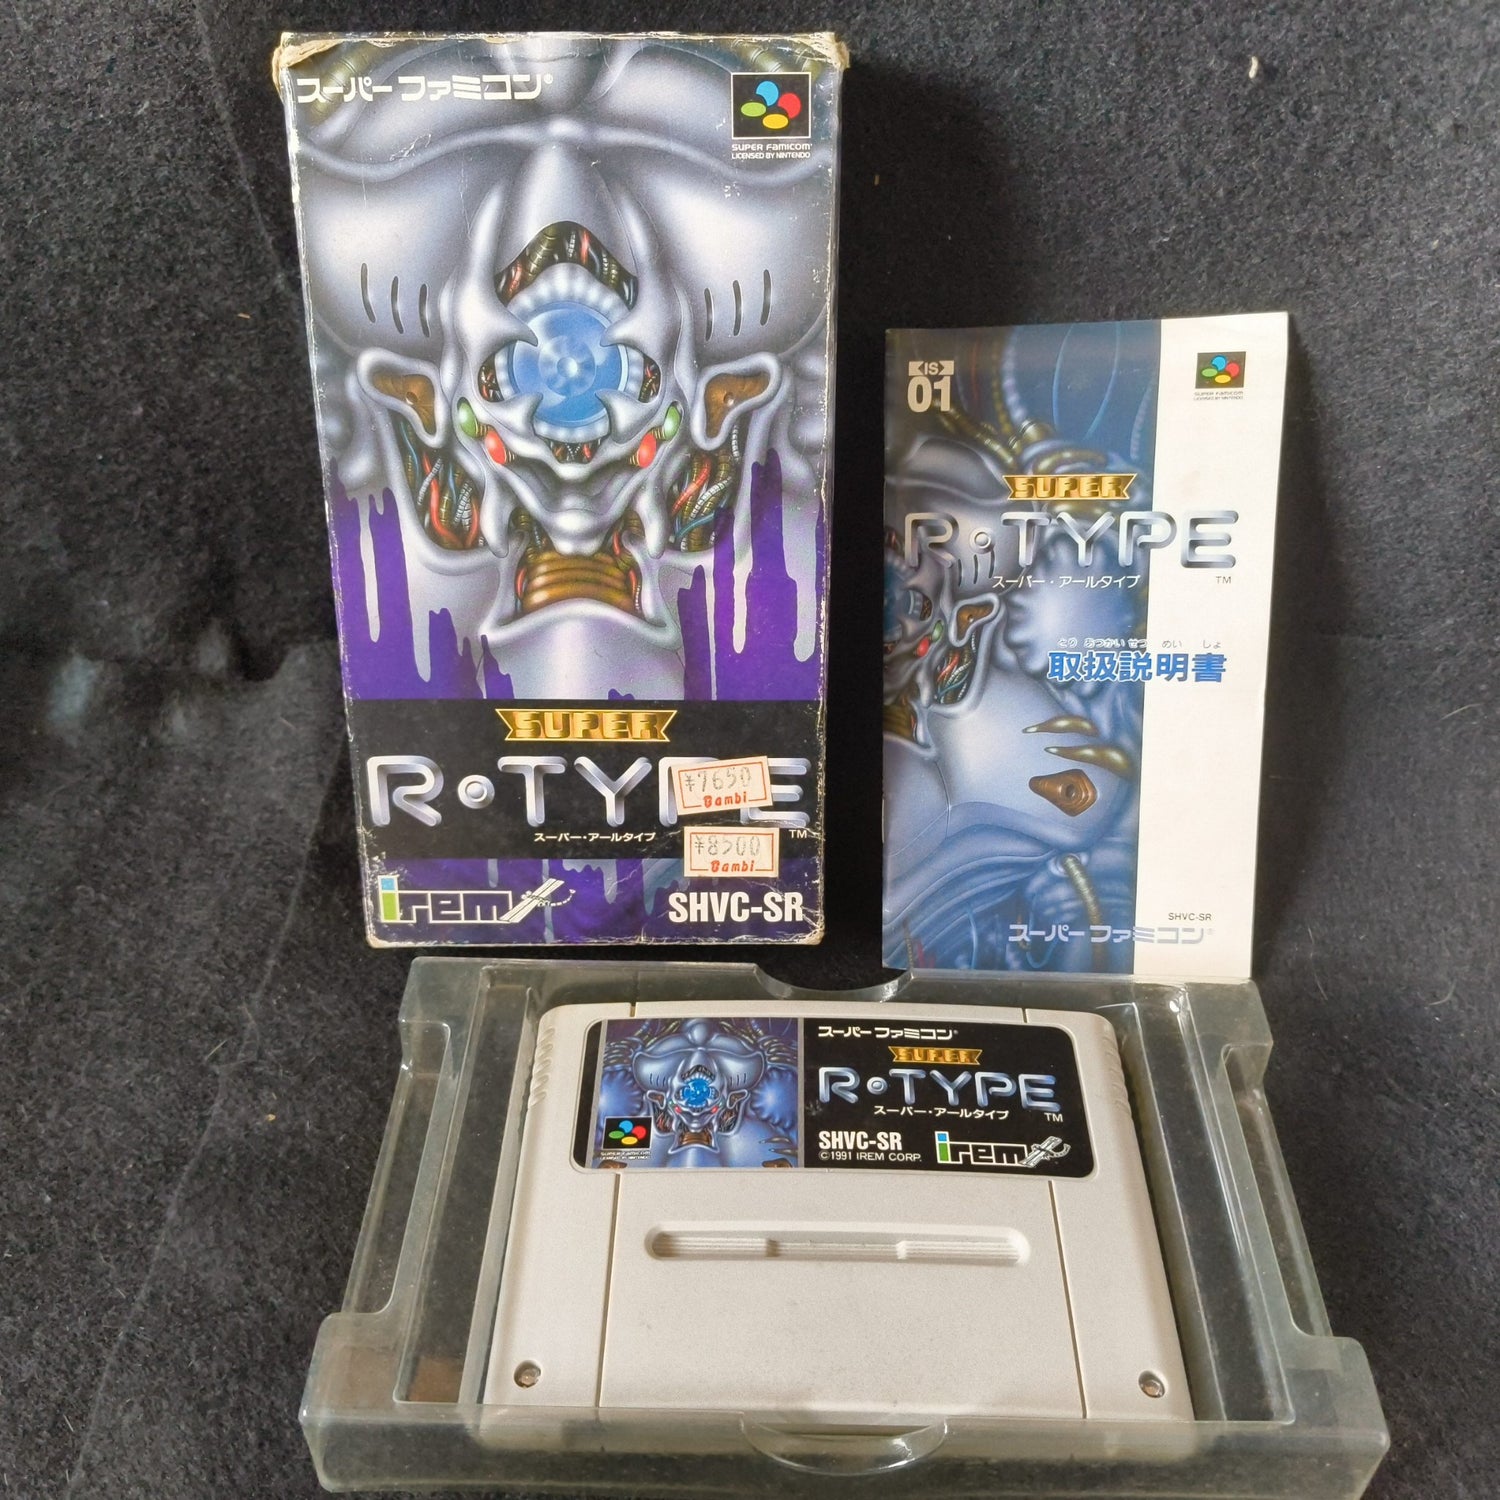 スーパーファミコン®
SUPER FAMICOM
LICENSED BY NINTENDO
SUPER
R・TYPE
TM
スーパー・アールタイプ
¥7650
Bambi
¥8500
Bambi
irem
SHVC-SR
IS
01
SUPER FAMICOM
SUPER
R・TYPE
TM
スーパー・アールタイプ
とり あつかい せつ めい しょ
取扱説明書
SHVC-SR
スーパーファミコン®
スーパーファミコン®
SUPER
R・TYPE
TM
スーパー・アールタイプ
SUPER FAMICOM
SHVC-SR
©1991 IREM CORP.
irem